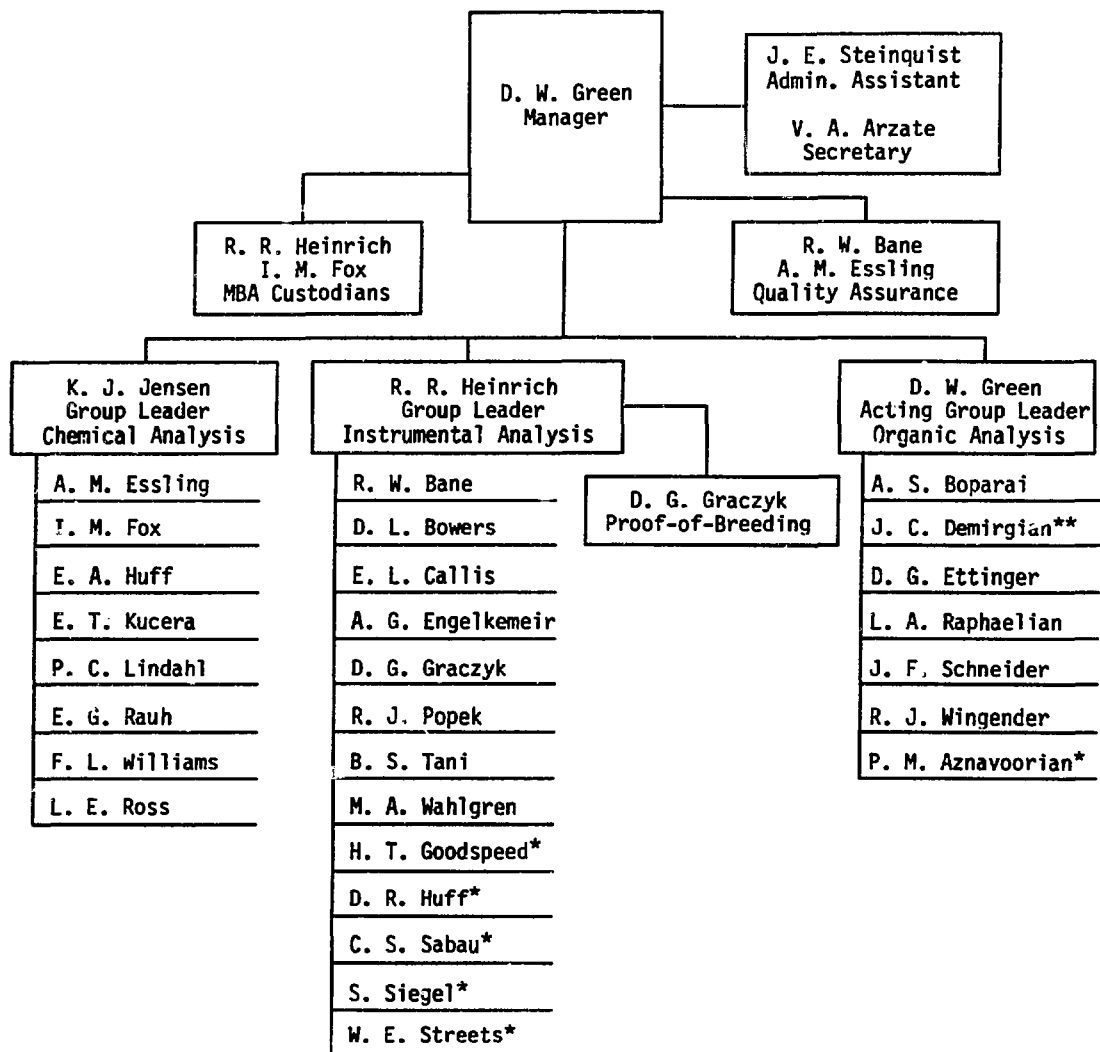 D. W. Green
Manager
J. E. Steinquist
Admin. Assistant
V. A. Arzate
Secretary
R. R. Heinrich
I. M. Fox
MBA Custodians
R. W. Bane
A. M. Essling
Quality Assurance
K. J. Jensen
Group Leader
Chemical Analysis
A. M. Essling
I. M. Fox
E. A. Huff
E. T. Kucera
P. C. Lindahl
E. G. Rauh
F. L. Williams
L. E. Ross
R. R. Heinrich
Group Leader
Instrumental Analysis
R. W. Bane
D. L. Bowers
E. L. Callis
A. G. Engelkemeir
D. G. Graczyk
R. J. Popek
B. S. Tani
M. A. Wahlgren
H. T. Goodspeed*
D. R. Huff*
C. S. Sabau*
S. Siegel*
W. E. Streets*
D. G. Graczyk
Proof-of-Breeding
D. W. Green
Acting Group Leader
Organic Analysis
A. S. Boparai
J. C. Demirgian**
D. G. Ettinger
L. A. Raphaelian
J. F. Schneider
R. J. Wingender
P. M. Aznavoorian*